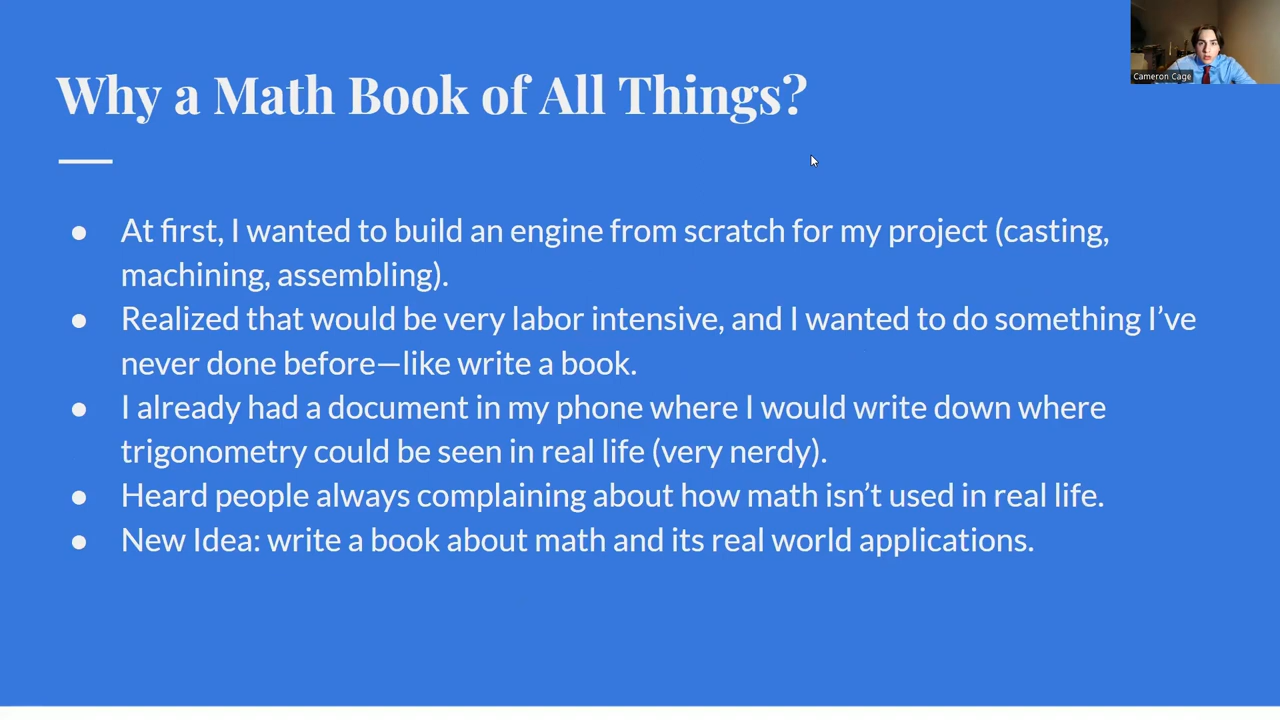 Why a Math Book of All Things?
Cameron Cage
● At first, I wanted to build an engine from scratch for my project (casting,
machining, assembling).
● Realized that would be very labor intensive, and I wanted to do something I’ve
never done before—like write a book.
● I already had a document in my phone where I would write down where
trigonometry could be seen in real life (very nerdy).
● Heard people always complaining about how math isn’t used in real life.
● New Idea: write a book about math and its real world applications.